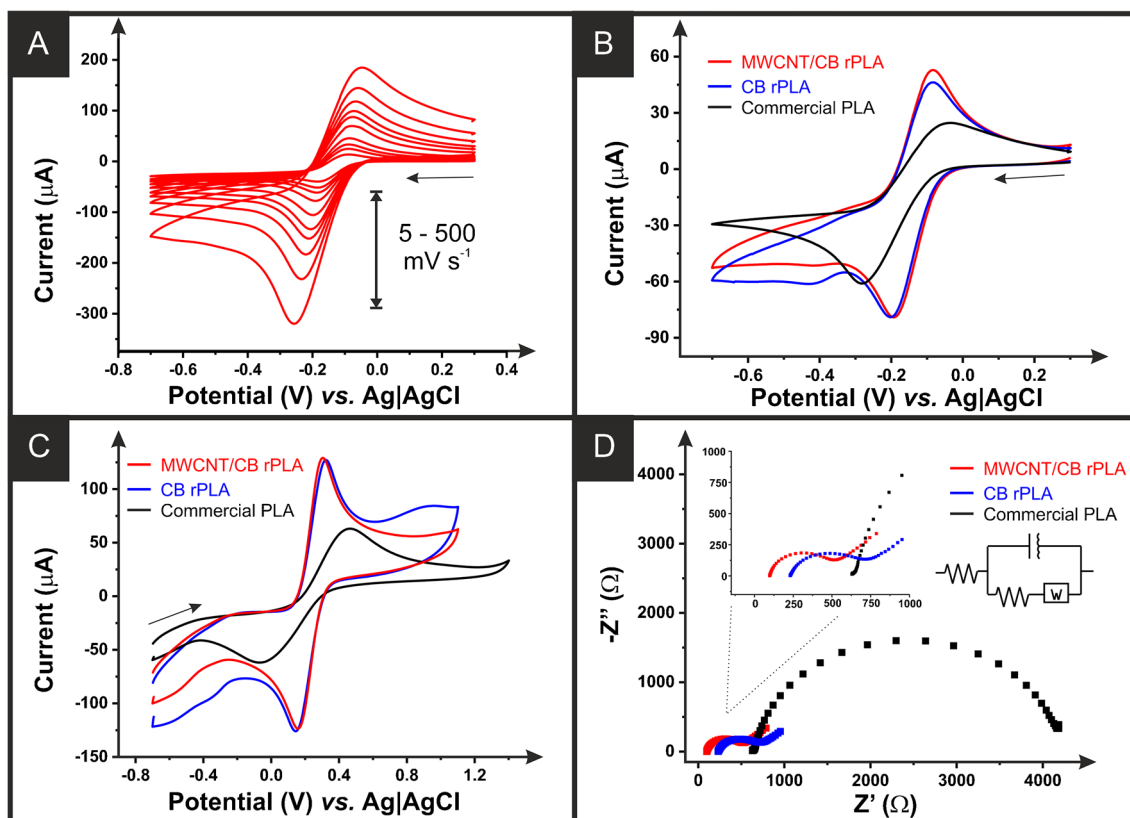 A
200
100
0
-100
-200
-300
Current (μA)
5 - 500
mV s⁻¹
-0.8 -0.6 -0.4 -0.2 0.0 0.2 0.4
Potential (V) vs. Ag|AgCl
B
MWCNT/CB rPLA
CB rPLA
Commercial PLA
60
30
0
-30
-60
-90
Current (μA)
-0.6 -0.4 -0.2 0.0 0.2
Potential (V) vs. Ag|AgCl
C
MWCNT/CB rPLA
CB rPLA
Commercial PLA
100
50
0
-50
-100
-150
Current (μA)
-0.8 -0.4 0.0 0.4 0.8 1.2
Potential (V) vs. Ag|AgCl
D
MWCNT/CB rPLA
CB rPLA
Commercial PLA
4000
3000
2000
1000
0
-Z'' (Ω)
1000
750
500
250
0
0 250 500 750 1000
W
0 1000 2000 3000 4000
Z' (Ω)